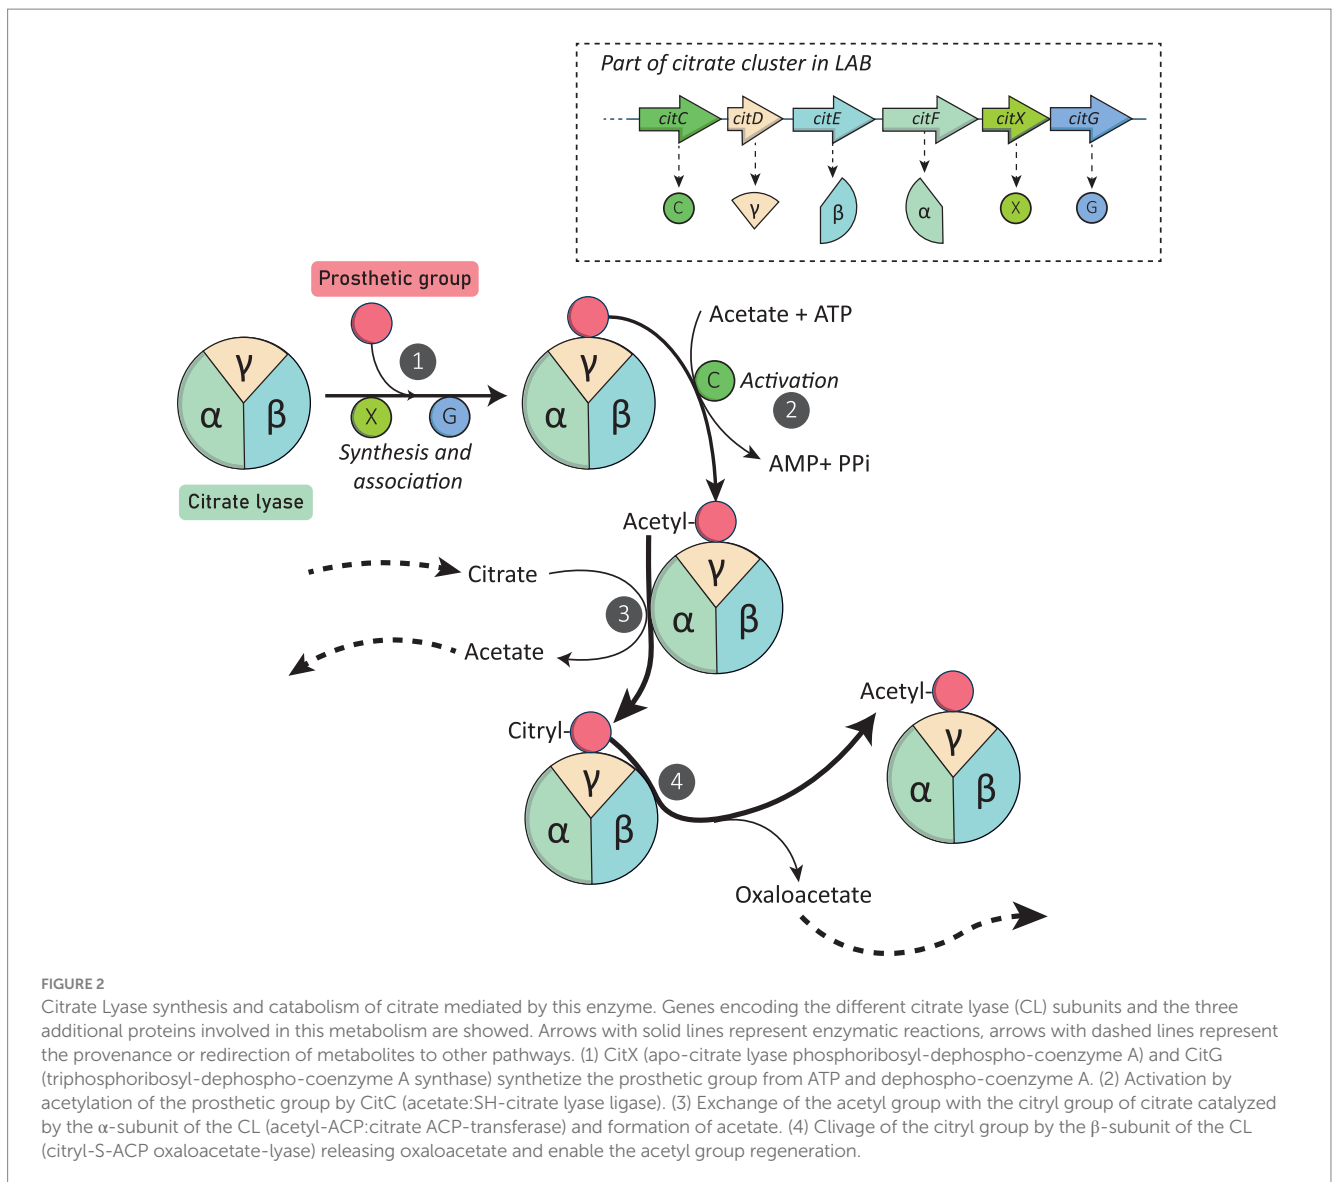 Part of citrate cluster in LAB
citC citD citE citF citX citG
C γ β α X G
Prosthetic group
γ α β
1
X G
Synthesis and
association
Citrate lyase
γ α β
Acetate + ATP
C Activation
2
AMP+ PPi
Acetyl-
γ α β
Citrate
3
Acetate
Citryl-
γ α β
4
Acetyl-
γ α β
Oxaloacetate
FIGURE 2
Citrate Lyase synthesis and catabolism of citrate mediated by this enzyme. Genes encoding the different citrate lyase (CL) subunits and the three
additional proteins involved in this metabolism are showed. Arrows with solid lines represent enzymatic reactions, arrows with dashed lines represent
the provenance or redirection of metabolites to other pathways. (1) CitX (apo-citrate lyase phosphoribosyl-dephospho-coenzyme A) and CitG
(triphosphoribosyl-dephospho-coenzyme A synthase) synthetize the prosthetic group from ATP and dephospho-coenzyme A. (2) Activation by
acetylation of the prosthetic group by CitC (acetate:SH-citrate lyase ligase). (3) Exchange of the acetyl group with the citryl group of citrate catalyzed
by the α-subunit of the CL (acetyl-ACP:citrate ACP-transferase) and formation of acetate. (4) Clivage of the citryl group by the β-subunit of the CL
(citryl-S-ACP oxaloacetate-lyase) releasing oxaloacetate and enable the acetyl group regeneration.